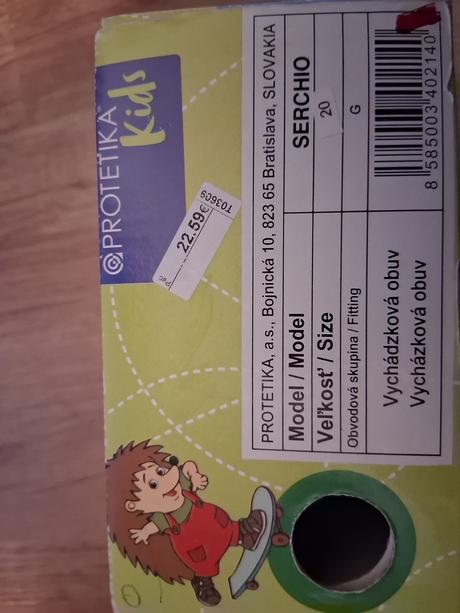 PROTETIKA®
Kids
T03609
22.59€
PROTETIKA, a.s., Bojnická 10, 823 65 Bratislava, SLOVAKIA
Model / Model SERCHIO
Veľkosť / Size 20
Obvodová skupina / Fitting G
Vychádzková obuv
Vycházková obuv
8 585003 402140